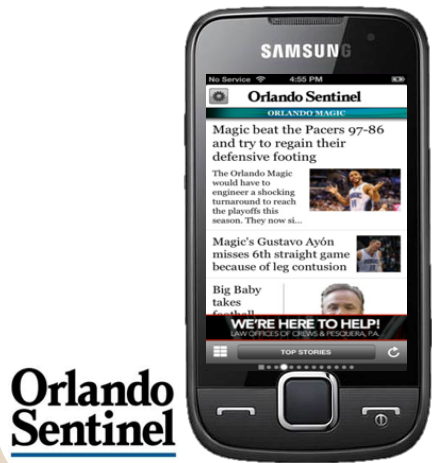 SAMSUNG
No Service 4:55 PM
Orlando Sentinel
ORLANDO MAGIC
Magic beat the Pacers 97-86
and try to regain their
defensive footing
The Orlando Magic
would have to
engineer a shocking
turnaround to reach
the playoffs this
season. They now si...
Magic's Gustavo Ayón
misses 6th straight game
because of leg contusion
Big Baby
takes
football
WE'RE HERE TO HELP!
LAW OFFICES OF CREWS & PESQUERA, P.A.
TOP STORIES
Orlando
Sentinel